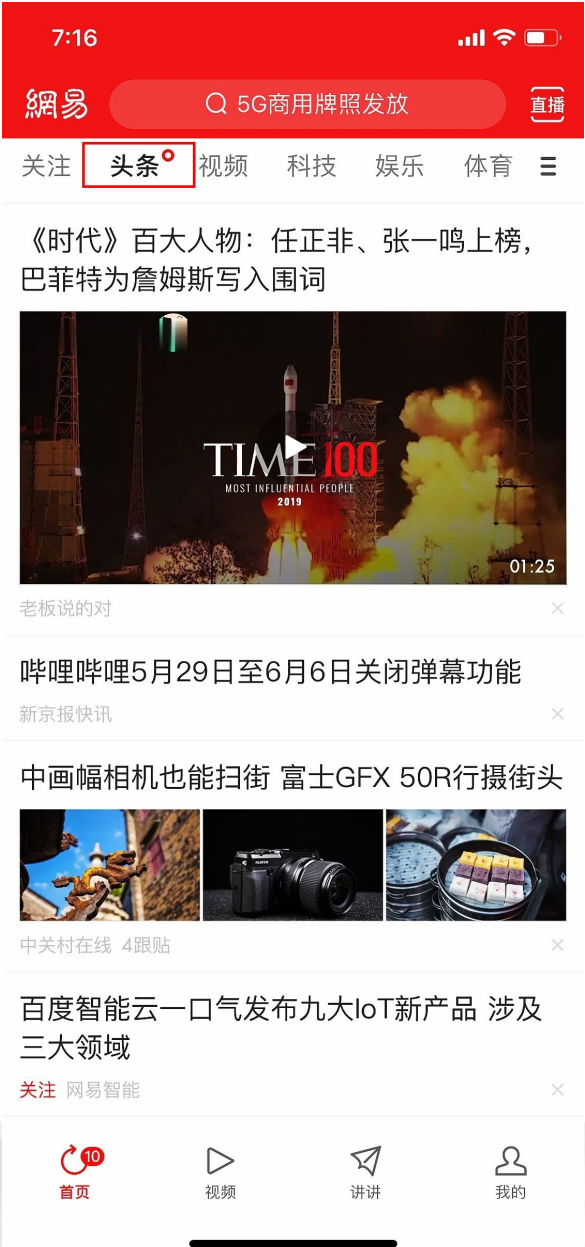 7:16
網易
5G商用牌照发放
直播
关注 头条 视频 科技 娱乐 体育
《时代》百大人物：任正非、张一鸣上榜，
巴菲特为詹姆斯写入围词
TIME 100
MOST INFLUENTIAL PEOPLE
2019
01:25
老板说的对
哔哩哔哩5月29日至6月6日关闭弹幕功能
新京报快讯
中画幅相机也能扫街 富士GFX 50R行摄街头
FUJIFILM
中关村在线 4跟贴
百度智能云一口气发布九大IoT新产品 涉及
三大领域
关注 网易智能
10
首页 视频 讲讲 我的